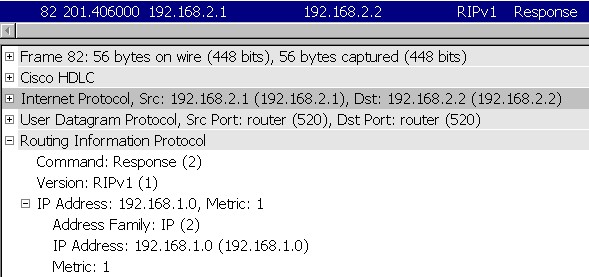 82 201.406000 192.168.2.1 192.168.2.2 RIPv1 Response
Frame 82: 56 bytes on wire (448 bits), 56 bytes captured (448 bits)
Cisco HDLC
Internet Protocol, Src: 192.168.2.1 (192.168.2.1), Dst: 192.168.2.2 (192.168.2.2)
User Datagram Protocol, Src Port: router (520), Dst Port: router (520)
Routing Information Protocol
Command: Response (2)
Version: RIPv1 (1)
IP Address: 192.168.1.0, Metric: 1
Address Family: IP (2)
IP Address: 192.168.1.0 (192.168.1.0)
Metric: 1